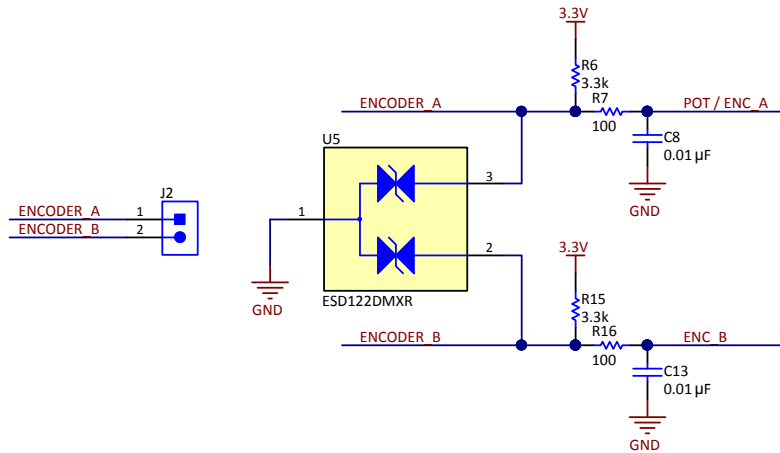 3.3V
R6
3.3k
R7
ENCODER_A
POT / ENC_A
100
U5
C8
0.01 µF
3
GND
J2
ENCODER_A
1
1
ENCODER_B
2
2
3.3V
GND
ESD122DMXR
R15
3.3k
R16
ENCODER_B
ENC_B
100
C13
0.01 µF
GND